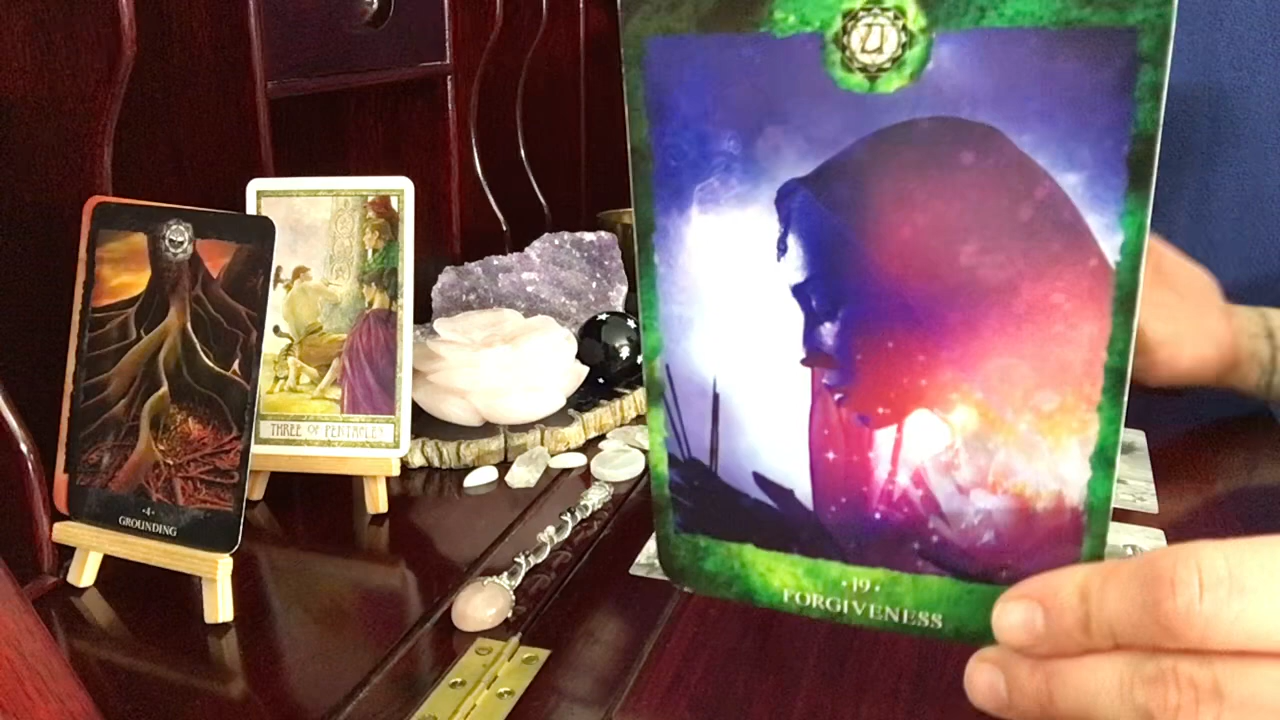 ·4·
GROUNDING
THREE OF PENTACLES
यं
·19·
FORGIVENESS